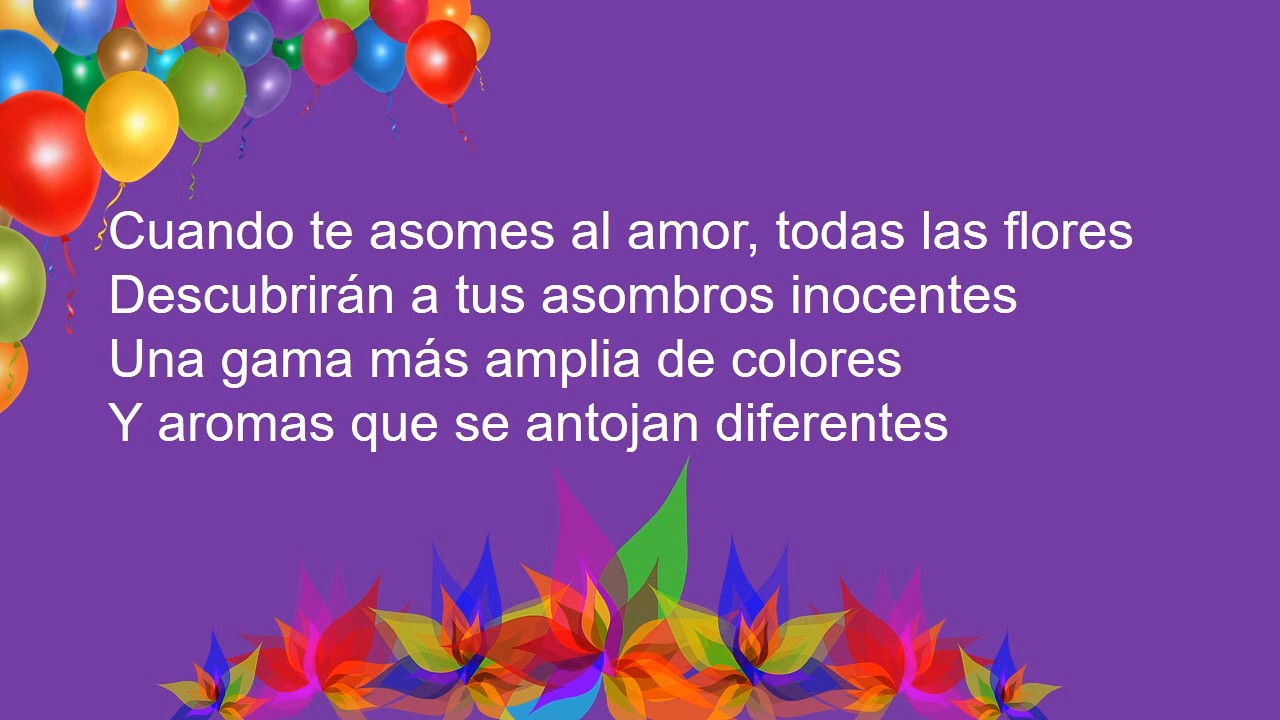 Cuando te asomes al amor, todas las flores
Descubrirán a tus asombros inocentes
Una gama más amplia de colores
Y aromas que se antojan diferentes